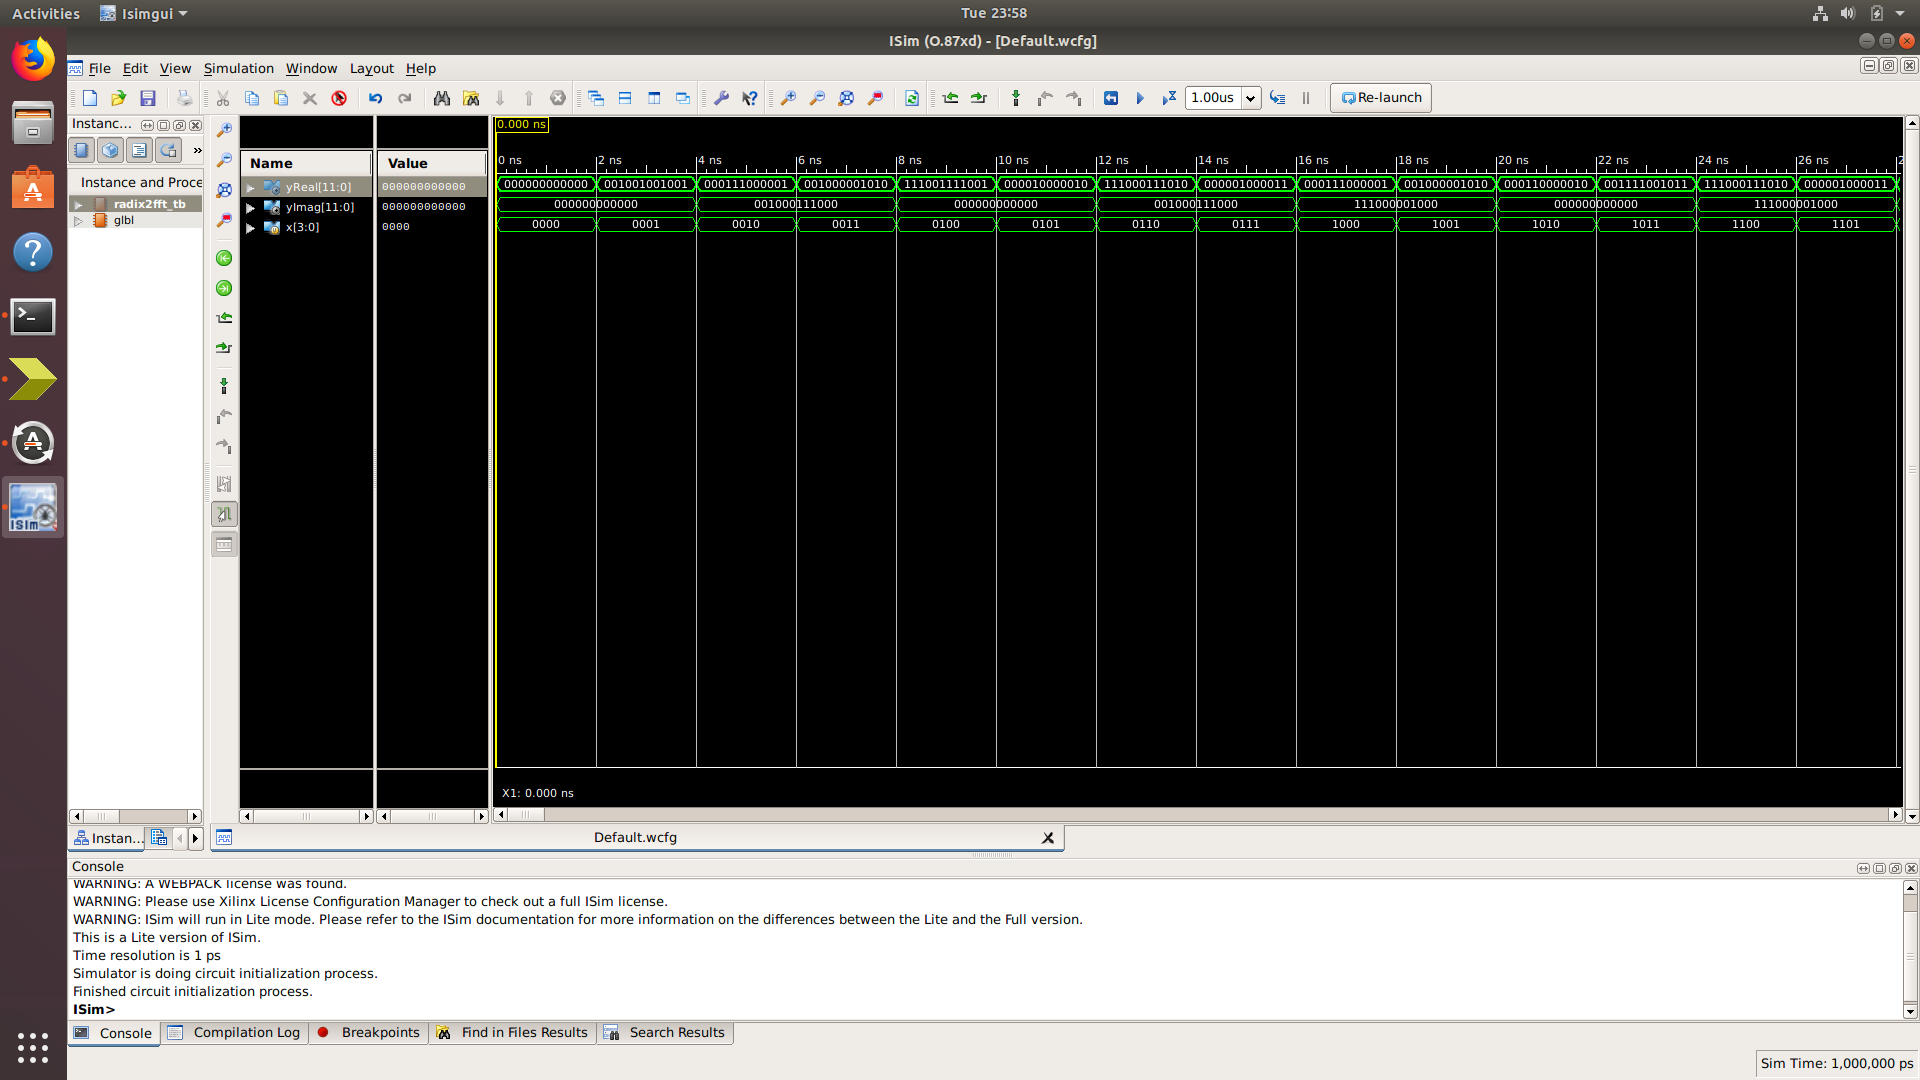 Activities Isimgui Tue 23:58
ISim (O.87xd) - [Default.wcfg]
File Edit View Simulation Window Layout Help
1.00us Re-launch
Instanc...
Instance and Proce
radix2fft_tb
glbl
Instan...
Name Value
yReal[11:0] 000000000000
yImag[11:0] 000000000000
x[3:0] 0000
0.000 ns
0 ns 2 ns 4 ns 6 ns 8 ns 10 ns 12 ns 14 ns 16 ns 18 ns 20 ns 22 ns 24 ns 26 ns 2
000000000000 001001001001 000111000001 001000001010 111001111001 000010000010 111000111010 000001000011 000111000001 001000001010 000110000010 001111001011 111000111010 000001000011
000000000000 001000111000 000000000000 001000111000 111000001000 000000000000 111000001000
0000 0001 0010 0011 0100 0101 0110 0111 1000 1001 1010 1011 1100 1101
X1: 0.000 ns
Default.wcfg
Console
WARNING: A WEBPACK license was found.
WARNING: Please use Xilinx License Configuration Manager to check out a full ISim license.
WARNING: ISim will run in Lite mode. Please refer to the ISim documentation for more information on the differences between the Lite and the Full version.
This is a Lite version of ISim.
Time resolution is 1 ps
Simulator is doing circuit initialization process.
Finished circuit initialization process.
ISim>
Console Compilation Log Breakpoints Find in Files Results Search Results
Sim Time: 1,000,000 ps
ISim